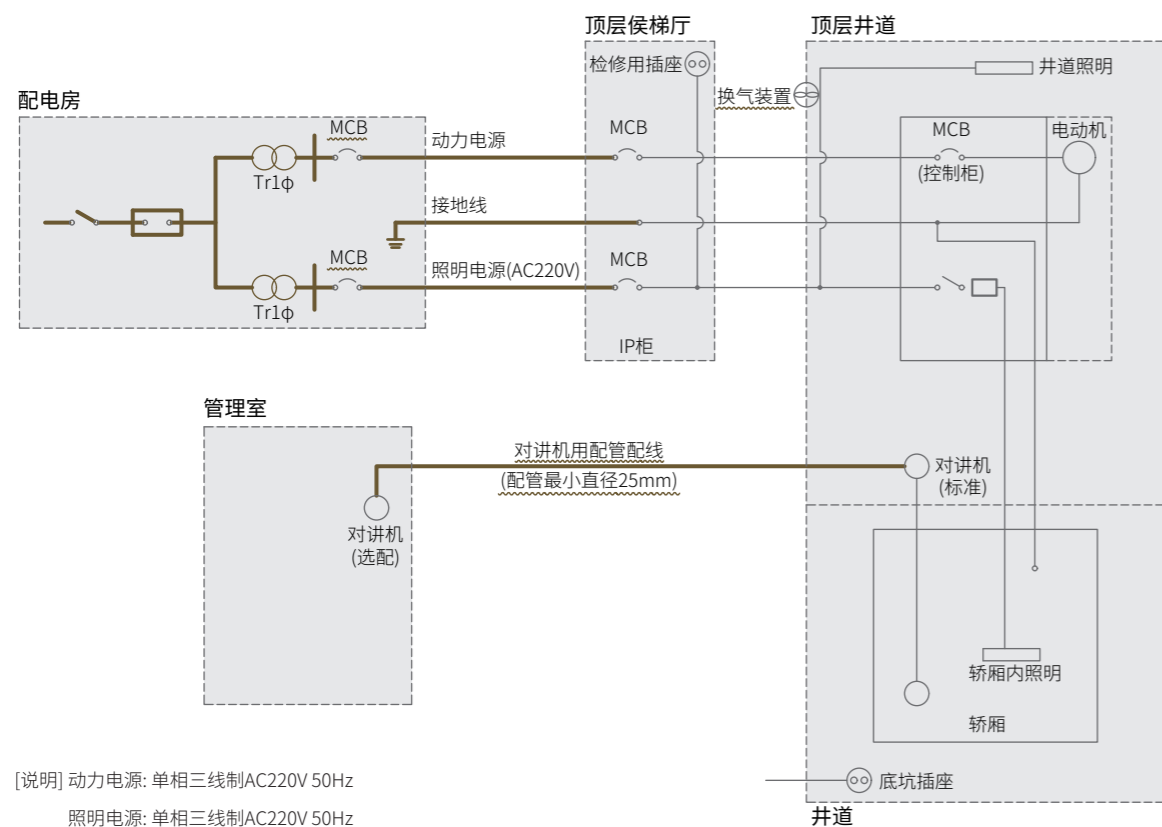 顶层侯梯厅
顶层井道
检修用插座
井道照明
换气装置
配电房
MCB
动力电源
MCB
MCB
(控制柜)
电动机
Tr1ϕ
接地线
MCB
照明电源(AC220V)
MCB
Tr1ϕ
IP柜
管理室
对讲机用配管配线
(配管最小直径25mm)
对讲机
(标准)
对讲机
(选配)
轿厢内照明
轿厢
底坑插座
井道
[说明] 动力电源: 单相三线制AC220V 50Hz
照明电源: 单相三线制AC220V 50Hz